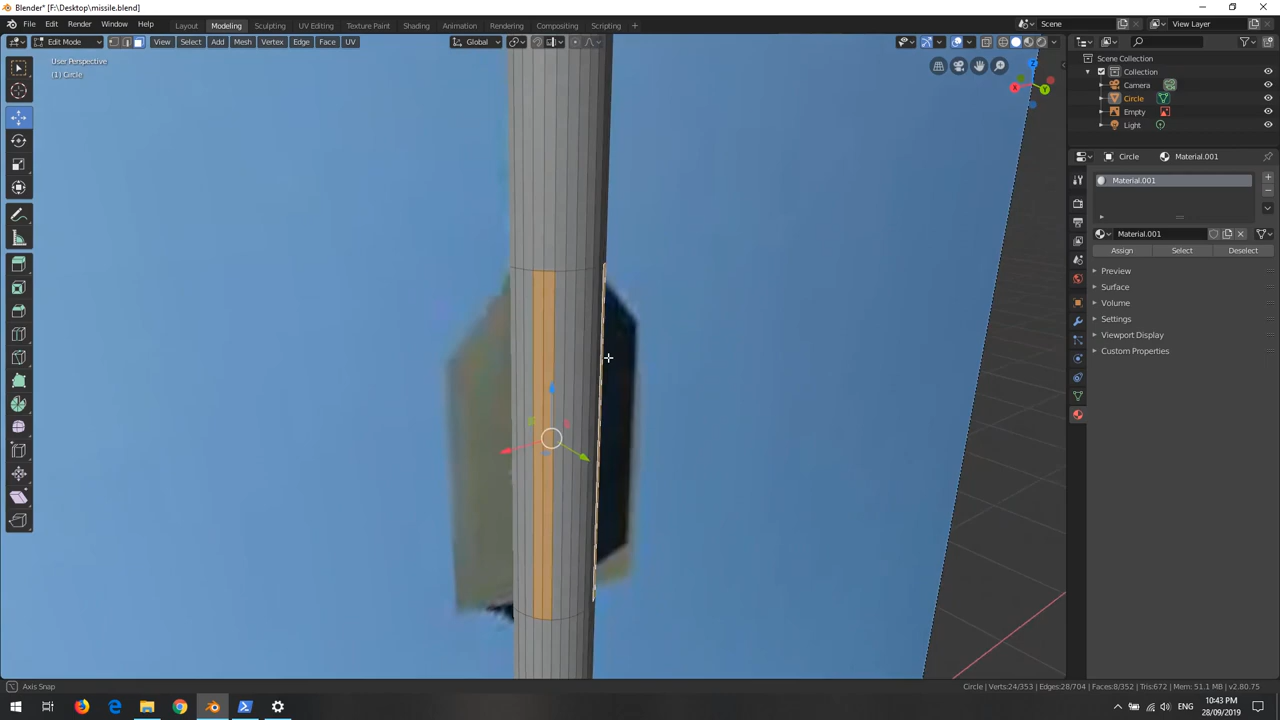 Blender* [F:\Desktop\missile.blend]
File Edit Render Window Help Layout Modeling Sculpting UV Editing Texture Paint Shading Animation Rendering Compositing Scripting Scene View Layer
Edit Mode View Select Add Mesh Vertex Edge Face UV Global
User Perspective
(1) Circle
Z
X
Y
Scene Collection
Collection
Camera
Circle
Empty
Light
Circle Material.001
Material.001
Material.001
Assign Select Deselect
Preview
Surface
Volume
Settings
Viewport Display
Custom Properties
Axis Snap Circle | Verts:24/353 | Edges:28/704 | Faces:8/352 | Tris:672 | Mem: 51.1 MB | v2.80.75
ENG
10:43 PM
28/09/2019